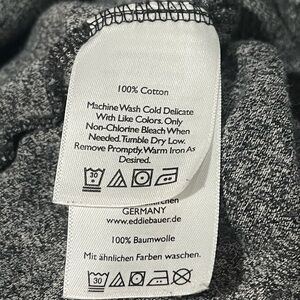 100% Cotton
Machine Wash Cold Delicate
With Like Colors. Only
Non-Chlorine Bleach When
Needed. Tumble Dry Low.
Remove Promptly. Warm Iron As
Desired.
30
GERMANY
www.eddiebauer.de
100% Baumwolle
Mit ähnlichen Farben waschen.
30